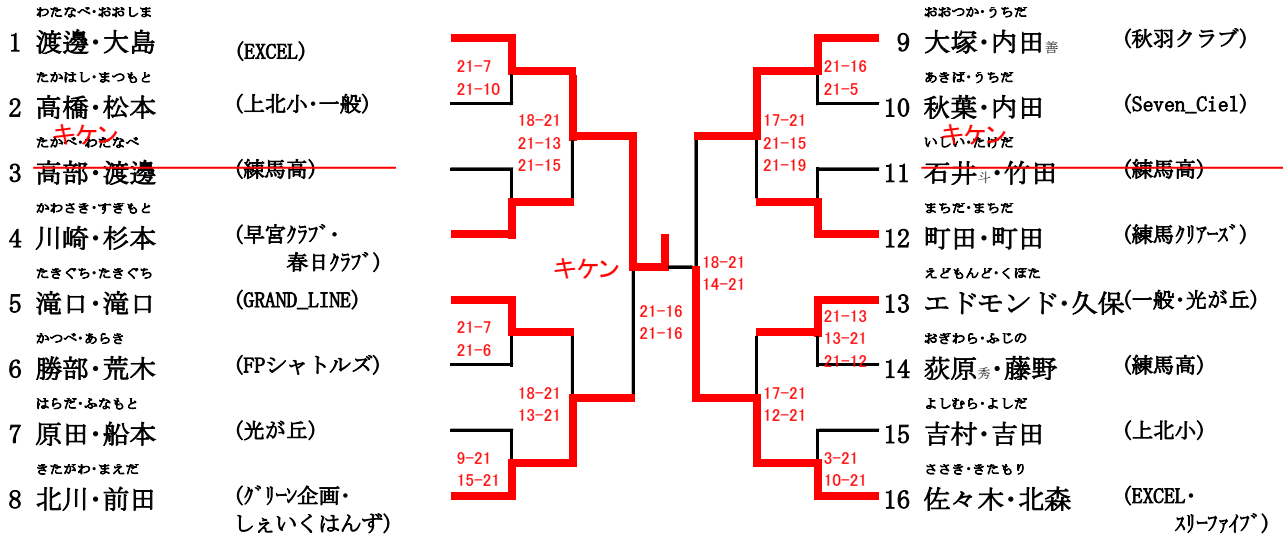 わたなべ・おおしま
1 渡邊・大島 (EXCEL)
たかはし・まつもと
2 高橋・松本 (上北小・一般)
キケン
たかべ・わたなべ
3 高部・渡邊 (練馬高)
かわさき・すぎもと
4 川崎・杉本 (早宮クラブ・
春日クラブ)
たきぐち・たきぐち
5 滝口・滝口 (GRAND_LINE)
かつべ・あらき
6 勝部・荒木 (FPシャトルズ)
はらだ・ふなもと
7 原田・船本 (光が丘)
きたがわ・まえだ
8 北川・前田 (グリーン企画・
しぇいくはんず)
21-7
21-10
18-21
21-13
21-15
21-7
21-6
18-21
13-21
9-21
15-21
キケン
21-16
21-16
18-21
14-21
21-16
21-5
17-21
21-15
21-19
21-13
13-21
21-12
17-21
12-21
3-21
10-21
おおつか・うちだ
9 大塚・内田善 (秋羽クラブ)
あきば・うちだ
10 秋葉・内田 (Seven_Ciel)
キケン
いしい・たけだ
11 石井斗・竹田 (練馬高)
まちだ・まちだ
12 町田・町田 (練馬クリアーズ)
えどもんど・くぼた
13 エドモンド・久保 (一般・光が丘)
おぎわら・ふじの
14 荻原秀・藤野 (練馬高)
よしむら・よしだ
15 吉村・吉田 (上北小)
ささき・きたもり
16 佐々木・北森 (EXCEL・
スリーファイブ)